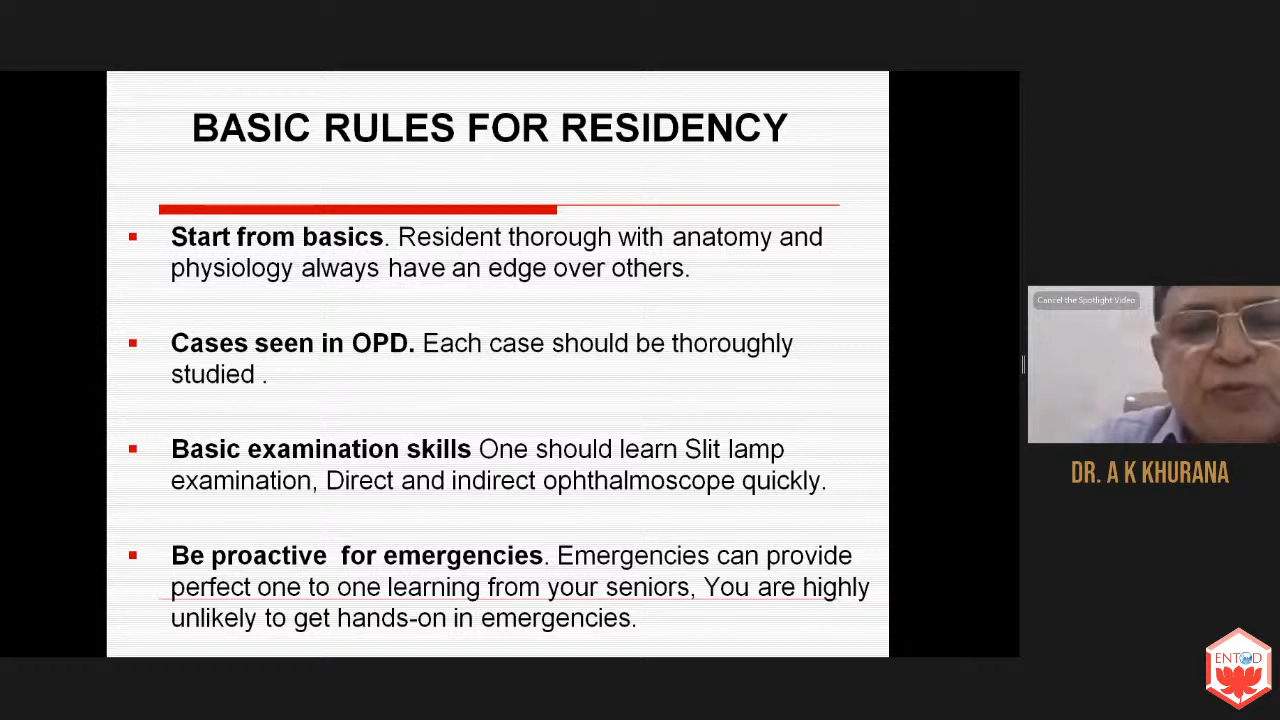 BASIC RULES FOR RESIDENCY
Start from basics. Resident thorough with anatomy and
physiology always have an edge over others.
Cases seen in OPD. Each case should be thoroughly
studied .
Basic examination skills One should learn Slit lamp
examination, Direct and indirect ophthalmoscope quickly.
Be proactive for emergencies. Emergencies can provide
perfect one to one learning from your seniors, You are highly
unlikely to get hands-on in emergencies.
Cancel the Spotlight Video
DR. A K KHURANA
ENTOD